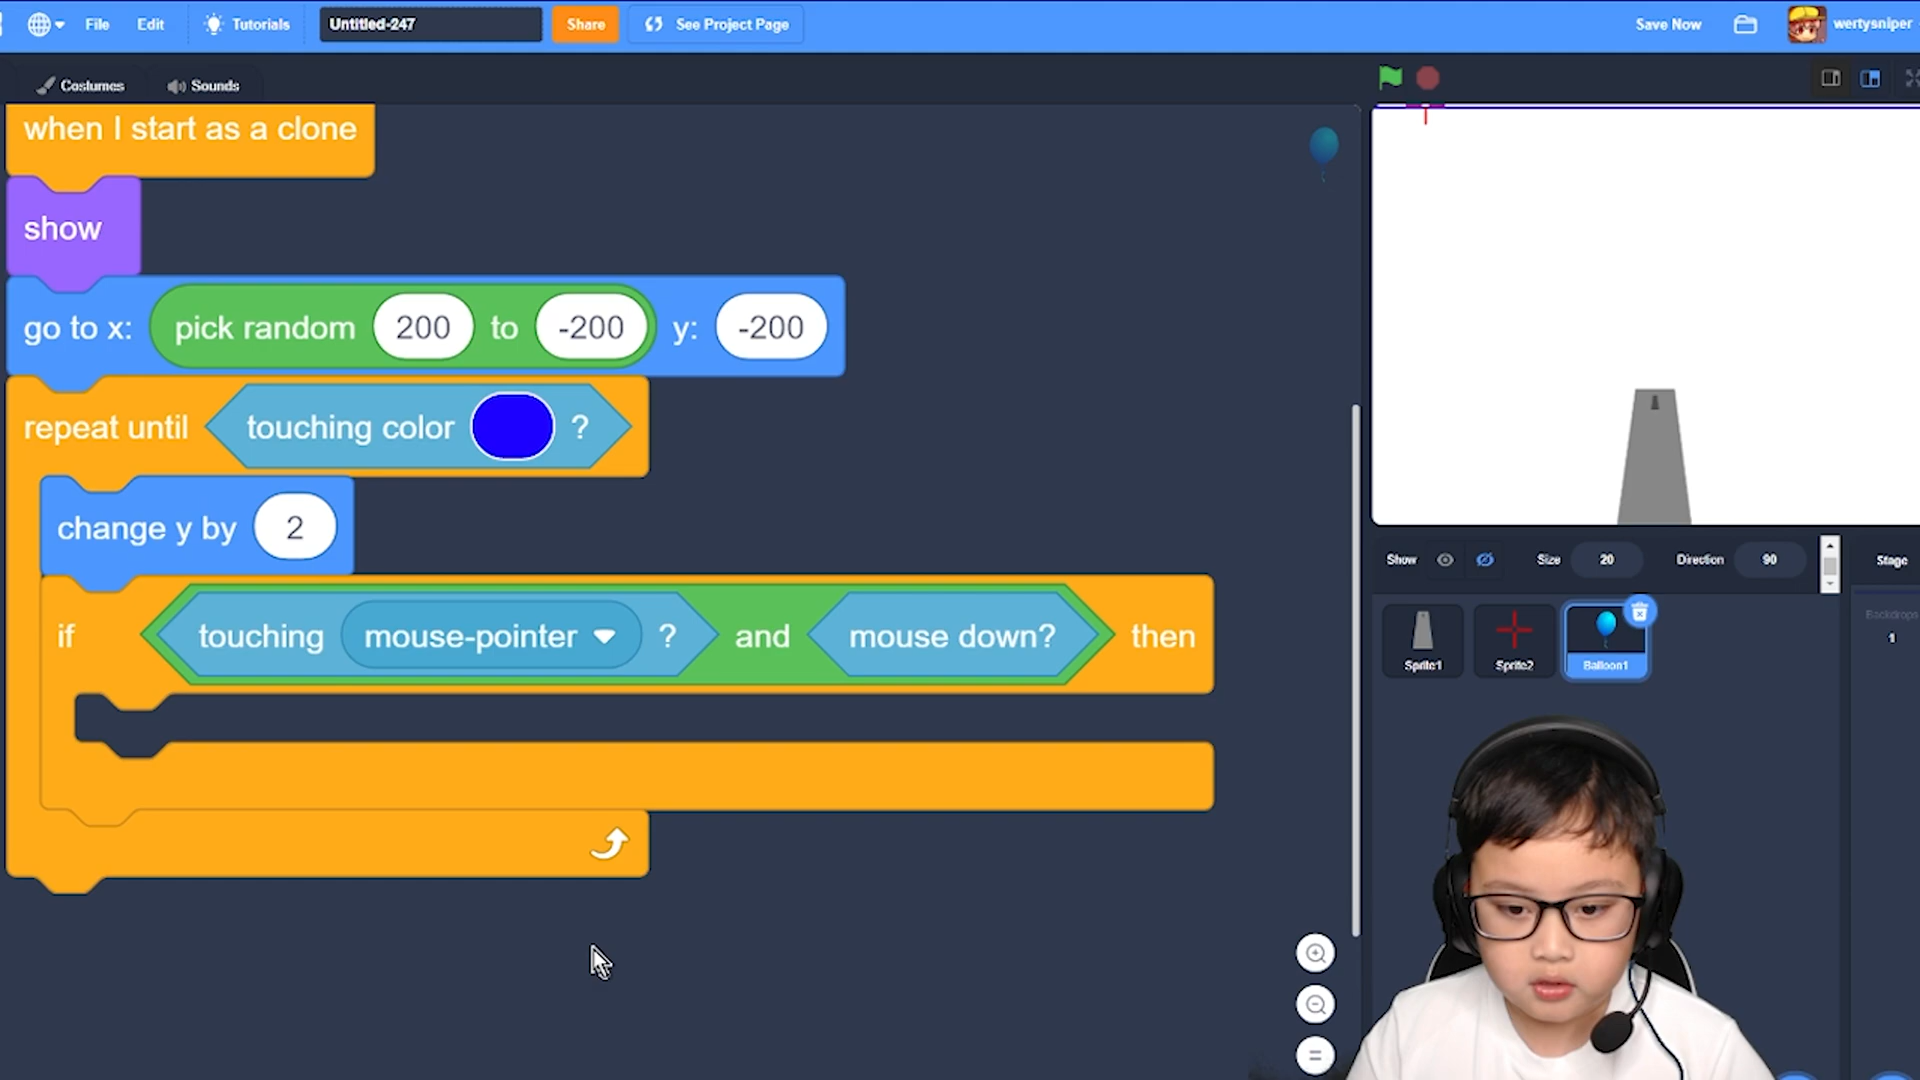 File Edit Tutorials Untitled-247 Share See Project Page Save Now wertysniper
Costumes Sounds
when I start as a clone
show
go to x: pick random 200 to -200 y: -200
repeat until touching color ?
change y by 2
if touching mouse-pointer ? and mouse down? then
Show Size 20 Direction 90 Stage
Backdrops
1
Sprite1 Sprite2 Balloon1